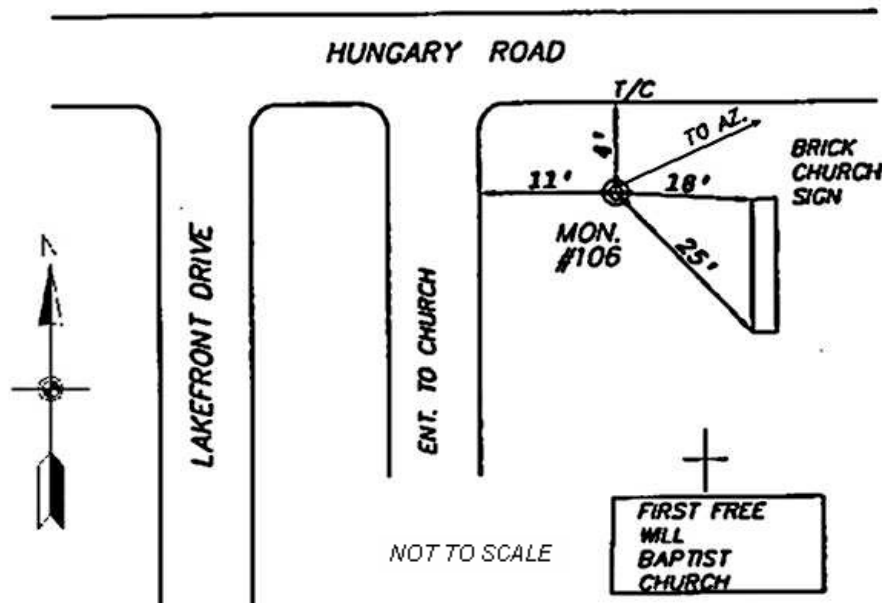 HUNGARY ROAD
T/C
TO AZ.
4'
BRICK
CHURCH
SIGN
11'
18'
MON.
#106
25'
N
LAKEFRONT DRIVE
ENT. TO CHURCH
NOT TO SCALE
FIRST FREE
WILL
BAPTIST
CHURCH